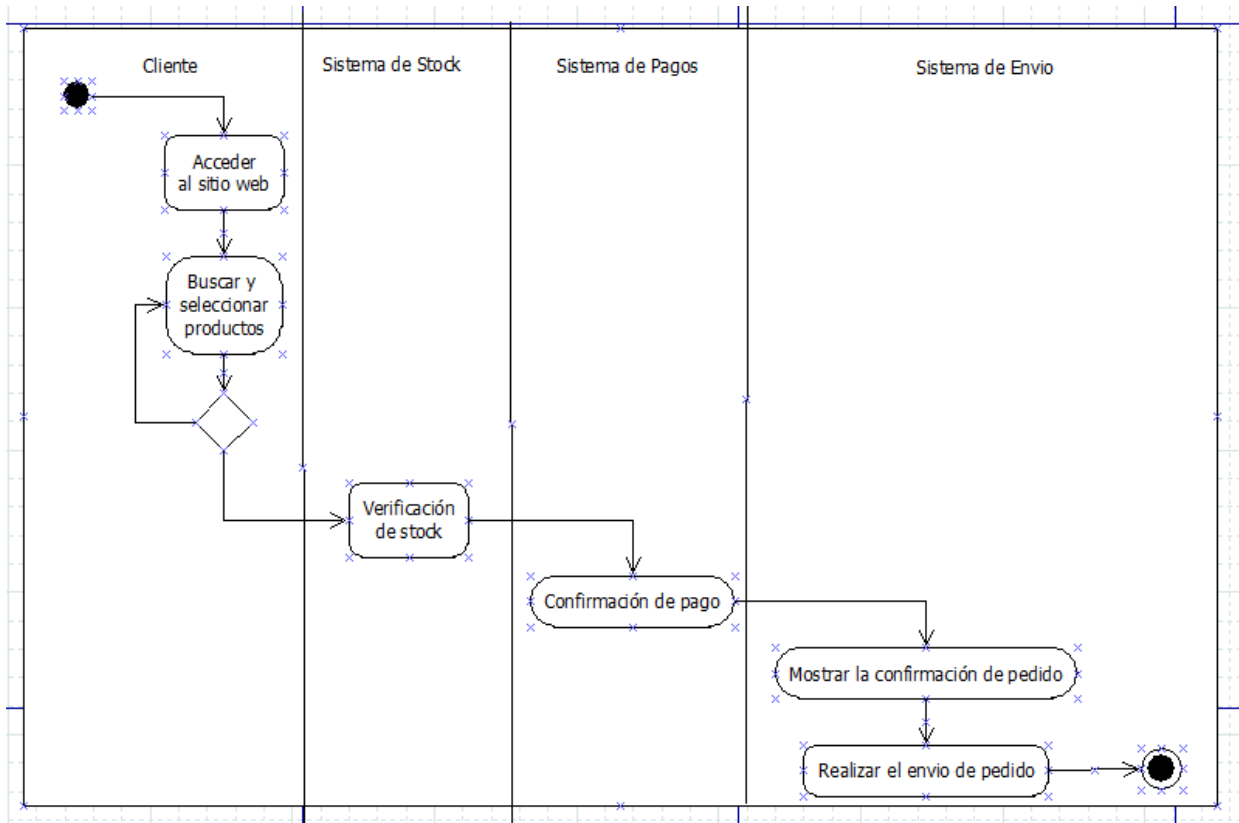 Cliente
Sistema de Stock
Sistema de Pagos
Sistema de Envio
Acceder
al sitio web
Buscar y
seleccionar
productos
Verificación
de stock
Confirmación de pago
Mostrar la confirmación de pedido
Realizar el envio de pedido